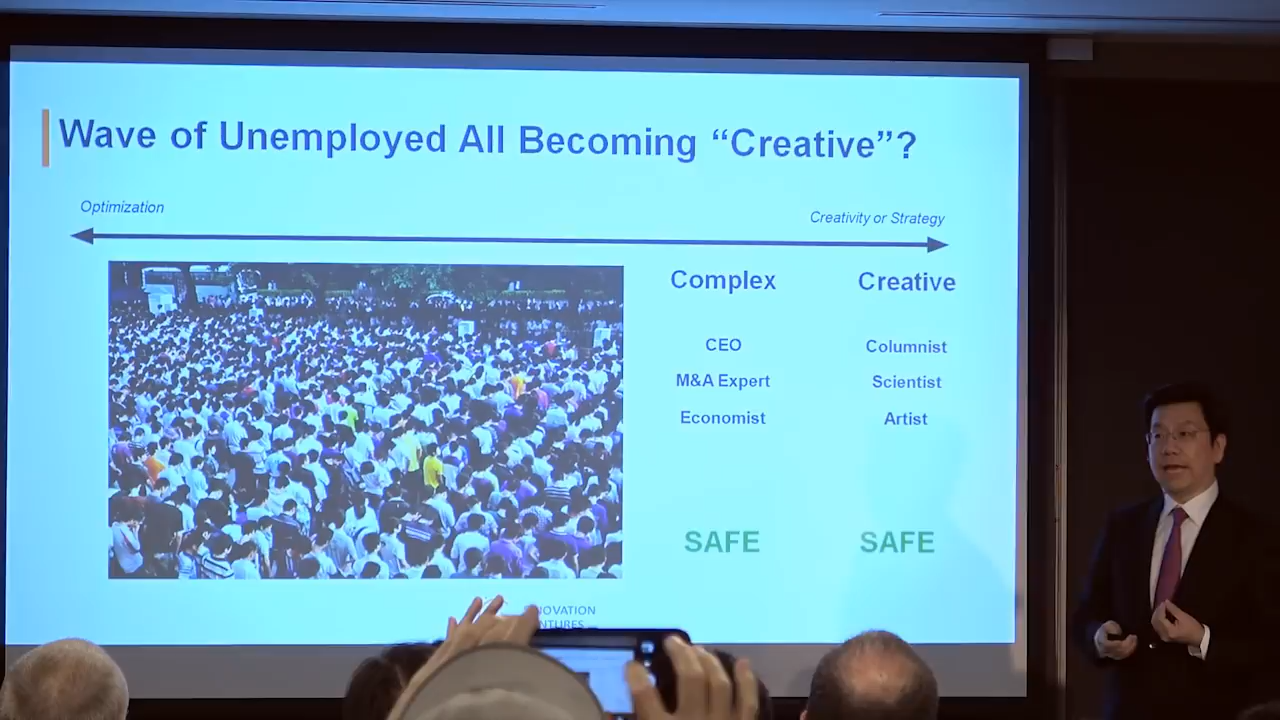 Wave of Unemployed All Becoming “Creative”?
Optimization
Creativity or Strategy
Complex
Creative
CEO
Columnist
M&A Expert
Scientist
Economist
Artist
SAFE
SAFE